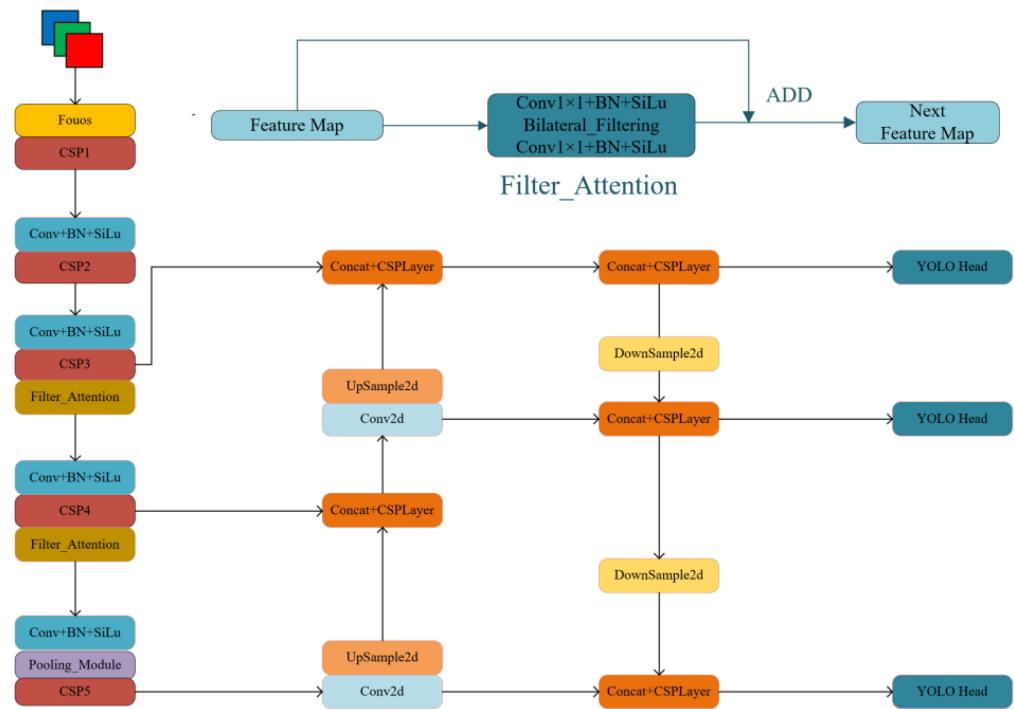 Fouos
CSP1
Conv+BN+SiLu
CSP2
Conv+BN+SiLu
CSP3
Filter_Attention
Conv+BN+SiLu
CSP4
Filter_Attention
Conv+BN+SiLu
Pooling_Module
CSP5
Feature Map
Conv1×1+BN+SiLu
Bilateral_Filtering
Conv1×1+BN+SiLu
ADD
Next
Feature Map
Filter_Attention
Concat+CSPLayer
UpSample2d
Conv2d
Concat+CSPLayer
UpSample2d
Conv2d
Concat+CSPLayer
DownSample2d
Concat+CSPLayer
DownSample2d
Concat+CSPLayer
YOLO Head
YOLO Head
YOLO Head